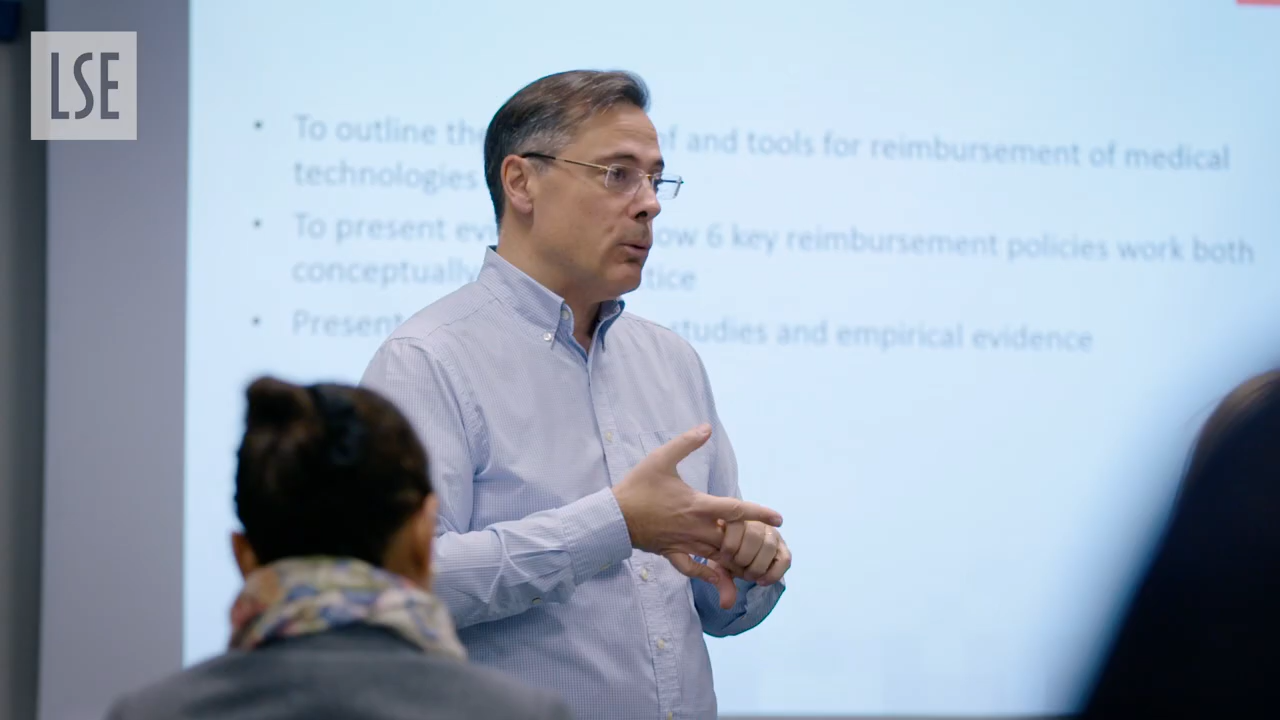 LSE
• To outline the f and tools for reimbursement of medical
technologies
• To present ev ow 6 key reimbursement policies work both
conceptually tice
• Present studies and empirical evidence